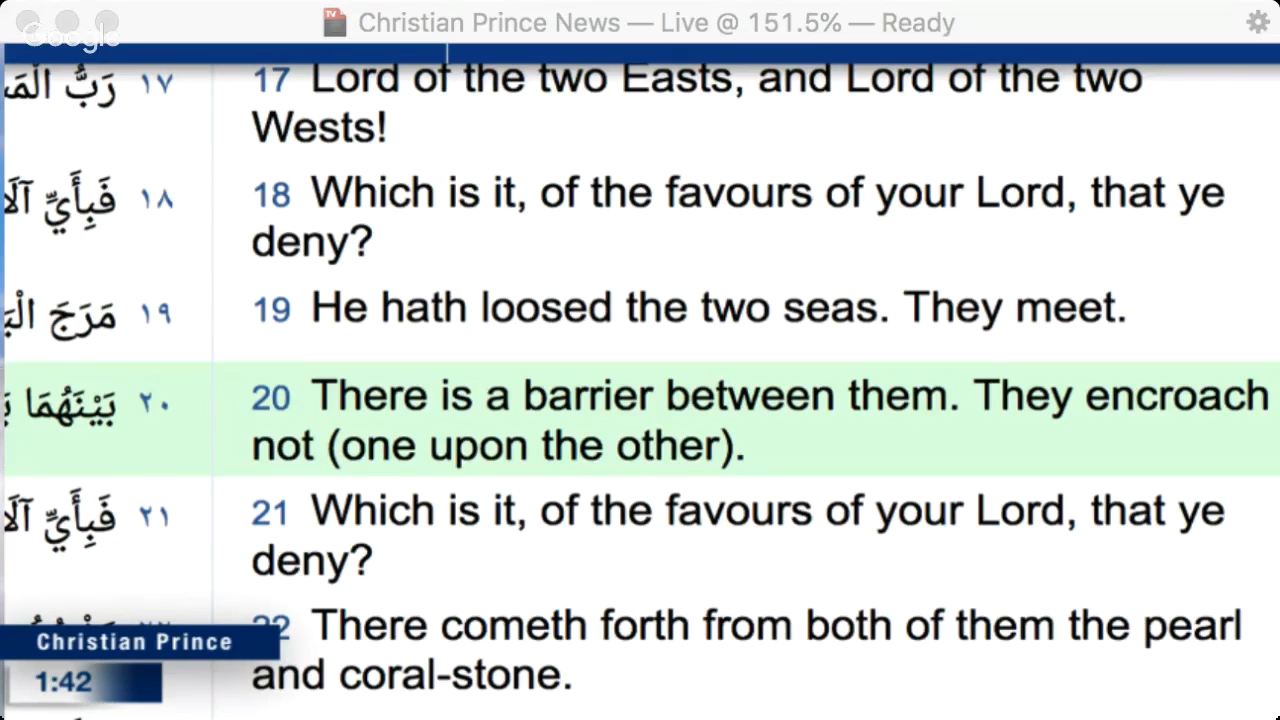 Christian Prince News — Live @ 151.5% — Ready
Google
١٧ رَبُّ
17 Lord of the two Easts, and Lord of the two
Wests!
١٨ فَبِأَيِّ
18 Which is it, of the favours of your Lord, that ye
deny?
١٩ مَرَجَ
19 He hath loosed the two seas. They meet.
٢٠ بَيْنَهُمَا
20 There is a barrier between them. They encroach
not (one upon the other).
٢١ فَبِأَيِّ
21 Which is it, of the favours of your Lord, that ye
deny?
22 There cometh forth from both of them the pearl
and coral-stone.
Christian Prince
1:42